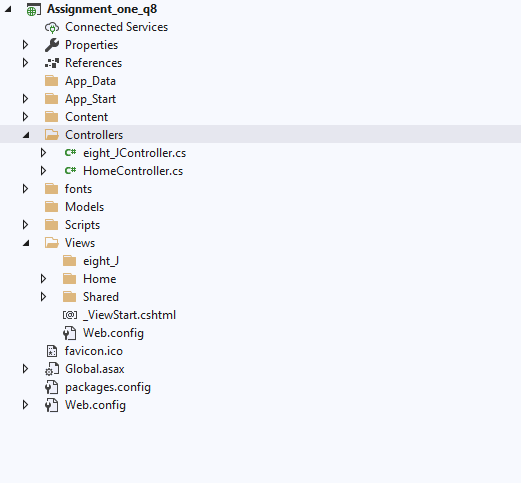 Assignment_one_q8
Connected Services
Properties
References
App_Data
App_Start
Content
Controllers
C# eight_JController.cs
C# HomeController.cs
fonts
Models
Scripts
Views
eight_J
Home
Shared
[@] _ViewStart.cshtml
Web.config
favicon.ico
Global.asax
packages.config
Web.config